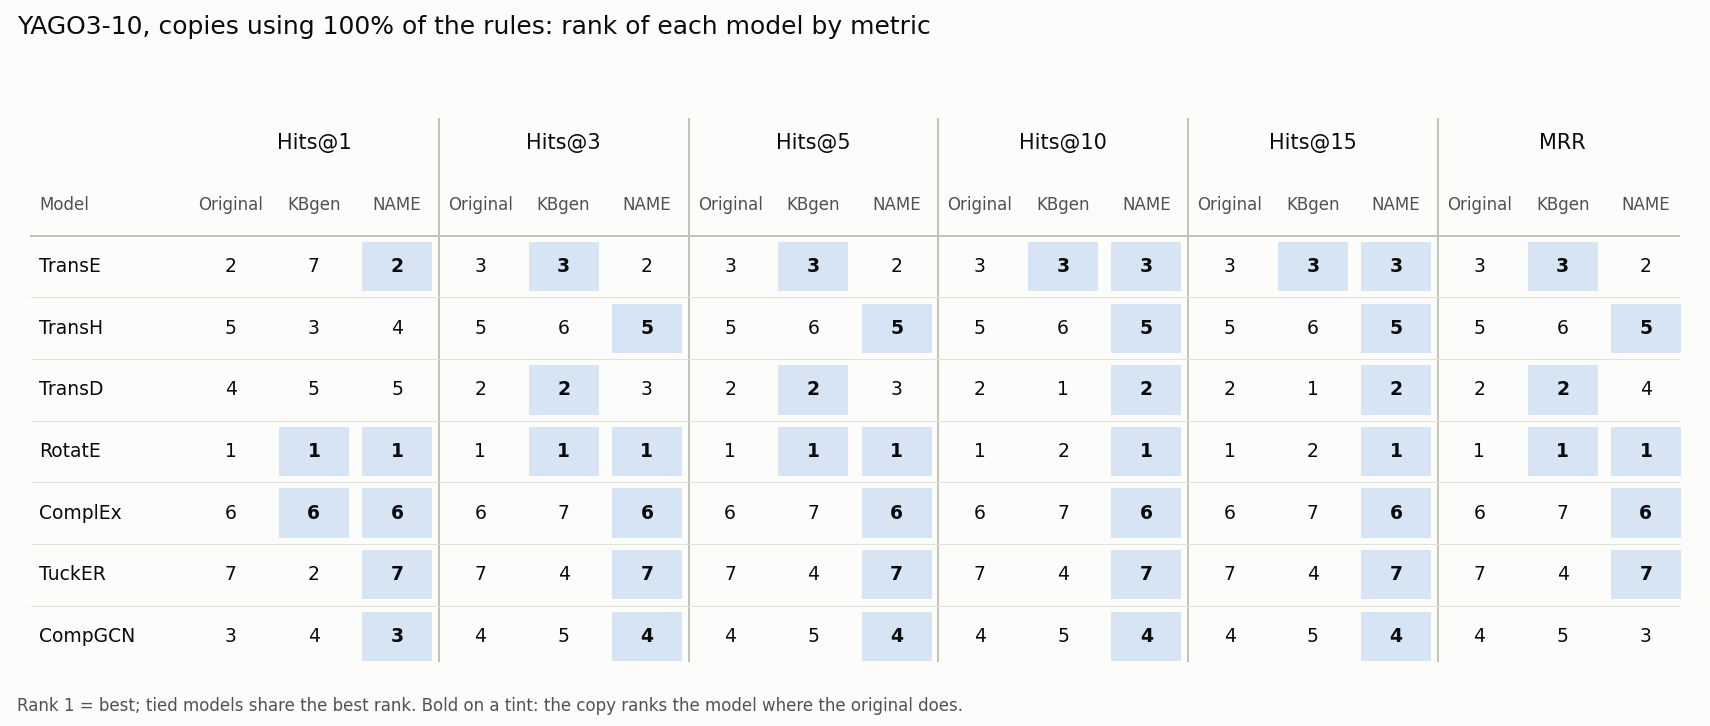 YAGO3-10, copies using 100% of the rules: rank of each model by metric
Hits@1 Hits@3 Hits@5 Hits@10 Hits@15 MRR
Model Original KBgen NAME Original KBgen NAME Original KBgen NAME Original KBgen NAME Original KBgen NAME Original KBgen NAME
TransE 2 7 2 3 3 2 3 3 2 3 3 3 3 3 3 3 3 2
TransH 5 3 4 5 6 5 5 6 5 5 6 5 5 6 5 5 6 5
TransD 4 5 5 2 2 3 2 2 3 2 1 2 2 1 2 2 2 4
RotatE 1 1 1 1 1 1 1 1 1 1 2 1 1 2 1 1 1 1
ComplEx 6 6 6 6 7 6 6 7 6 6 7 6 6 7 6 6 7 6
TuckER 7 2 7 7 4 7 7 4 7 7 4 7 7 4 7 7 4 7
CompGCN 3 4 3 4 5 4 4 5 4 4 5 4 4 5 4 4 5 3
Rank 1 = best; tied models share the best rank. Bold on a tint: the copy ranks the model where the original does.